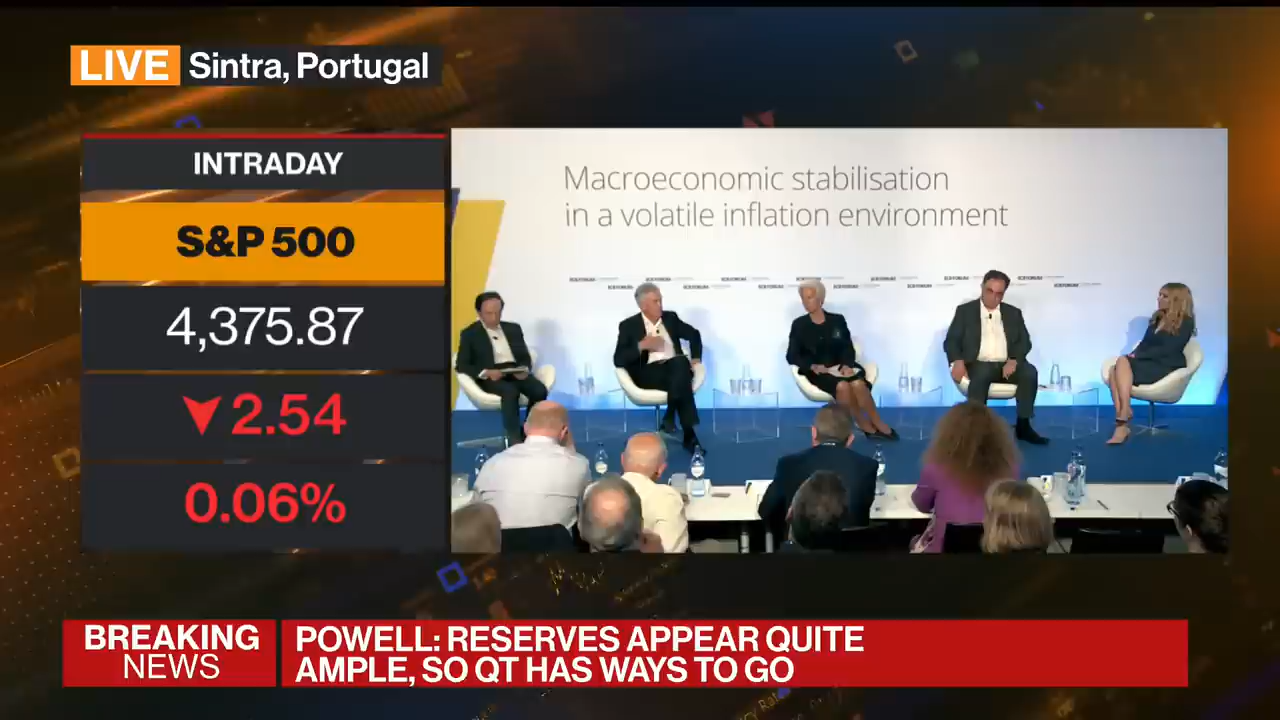 LIVE Sintra, Portugal
INTRADAY
S&P 500
4,375.87
2.54
0.06%
Macroeconomic stabilisation
in a volatile inflation environment
BREAKING
NEWS
POWELL: RESERVES APPEAR QUITE
AMPLE, SO QT HAS WAYS TO GO